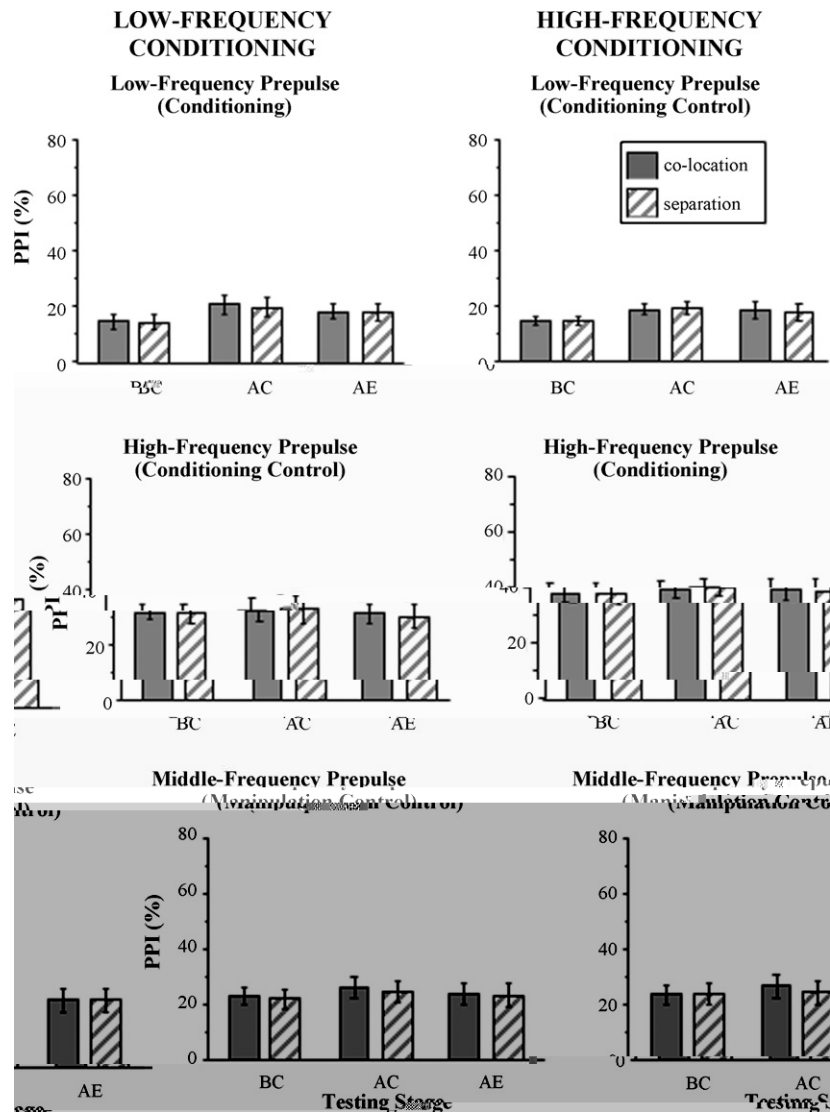 LOW-FREQUENCY
CONDITIONING
HIGH-FREQUENCY
CONDITIONING
Low-Frequency Prepulse
(Conditioning)
Low-Frequency Prepulse
(Conditioning Control)
80
60
40
20
0
PPI (%)
BC
AC
AE
80
60
40
20
co-location
separation
BC
AC
AE
High-Frequency Prepulse
(Conditioning Control)
High-Frequency Prepulse
(Conditioning)
80
60
40
20
0
(%)
BC
AC
AE
80
60
20
0
BC
AC
Middle-Frequency Prepulse
Control)
Middle-Frequency
80
60
40
20
0
PPI (%)
BC
AC
AE
Testing
80
60
40
20
BC
AC
AE